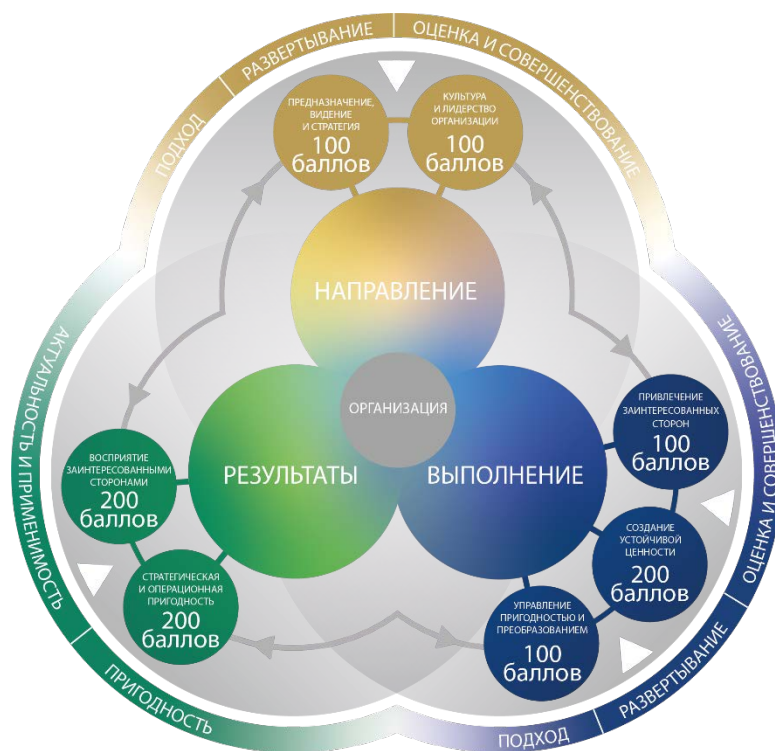 ПОДХОД
РАЗВЕРТЫВАНИЕ
ОЦЕНКА И СОВЕРШЕНСТВОВАНИЕ
ПРЕДНАЗНАЧЕНИЕ,
ВИДЕНИЕ
И СТРАТЕГИЯ
100
баллов
КУЛЬТУРА
И ЛИДЕРСТВО
ОРГАНИЗАЦИИ
100
баллов
НАПРАВЛЕНИЕ
ОРГАНИЗАЦИЯ
РЕЗУЛЬТАТЫ
ВЫПОЛНЕНИЕ
ПРИВЛЕЧЕНИЕ
ЗАИНТЕРЕСОВАННЫХ
СТОРОН
100
баллов
СОЗДАНИЕ
УСТОЙЧИВОЙ
ЦЕННОСТИ
200
баллов
УПРАВЛЕНИЕ
ПРИГОДНОСТЬЮ И
ПРЕОБРАЗОВАНИЕМ
100
баллов
ВОСПРИЯТИЕ
ЗАИНТЕРЕСОВАННЫМИ
СТОРОНАМИ
200
баллов
СТРАТЕГИЧЕСКАЯ
И ОПЕРАЦИОННАЯ
ПРИГОДНОСТЬ
200
баллов
АКТУАЛЬНОСТЬ И ПРИМЕНИМОСТЬ
ПРИГОДНОСТЬ
ПОДХОД
РАЗВЕРТЫВАНИЕ
ОЦЕНКА И СОВЕРШЕНСТВОВАНИЕ